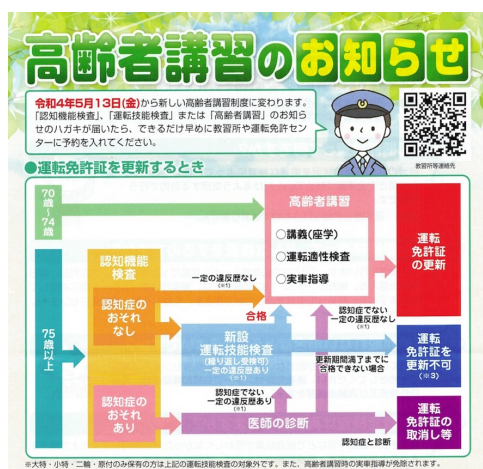 高齢者講習のお知らせ
令和4年5月13日(金)から新しい高齢者講習制度に変わります。
「認知機能検査」、「運転技能検査」または「高齢者講習」のお知ら
せのハガキが届いたら、できるだけ早めに教習所や運転免許セン
ターに予約を入れてください。
教習所等連絡先
●運転免許証を更新するとき
70
歳
〜
74
歳
高齢者講習
○講義(座学)
○運転適性検査
○実車指導
運転
免許証
の更新
75
歳
以
上
認知機能
検査
認知症の
おそれ
なし
一定の違反歴なし
(※1)
合格
認知症でない
一定の違反歴なし
(※1)
新設
運転技能検査
(繰り返し受検可)
一定の違反歴あり
(※1)
更新期間満了までに
合格できない場合
運転
免許証を
更新不可
(※3)
認知症の
おそれ
あり
認知症でない
一定の違反歴あり
(※1)
医師の診断
認知症と診断
運転
免許証の
取消し等
※大特・小特・二輪・原付のみ保有の方は上記の運転技能検査の対象外です。また、高齢者講習時の実車指導が免除されます。